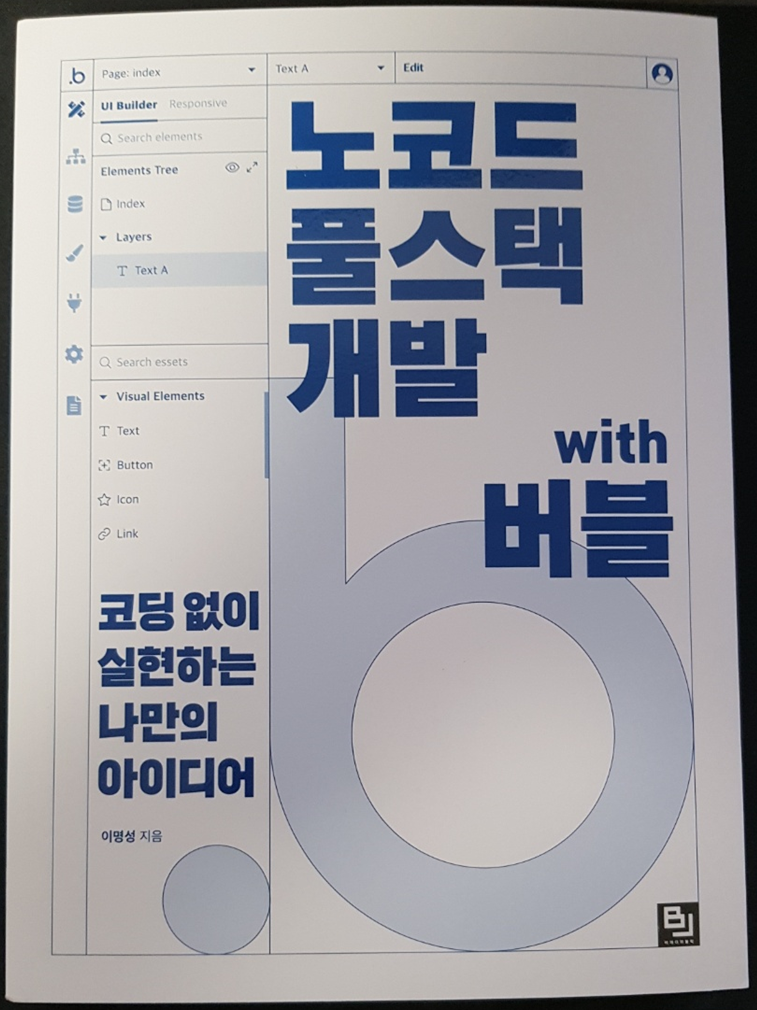 .b
Page: index
Text A
Edit
UI Builder
Responsive
Search elements
Elements Tree
Index
Layers
T Text A
Search essets
Visual Elements
T Text
Button
Icon
Link
노코드
풀스택
개발
with
버블
코딩 없이
실현하는
나만의
아이디어
이명성 지음
BJ